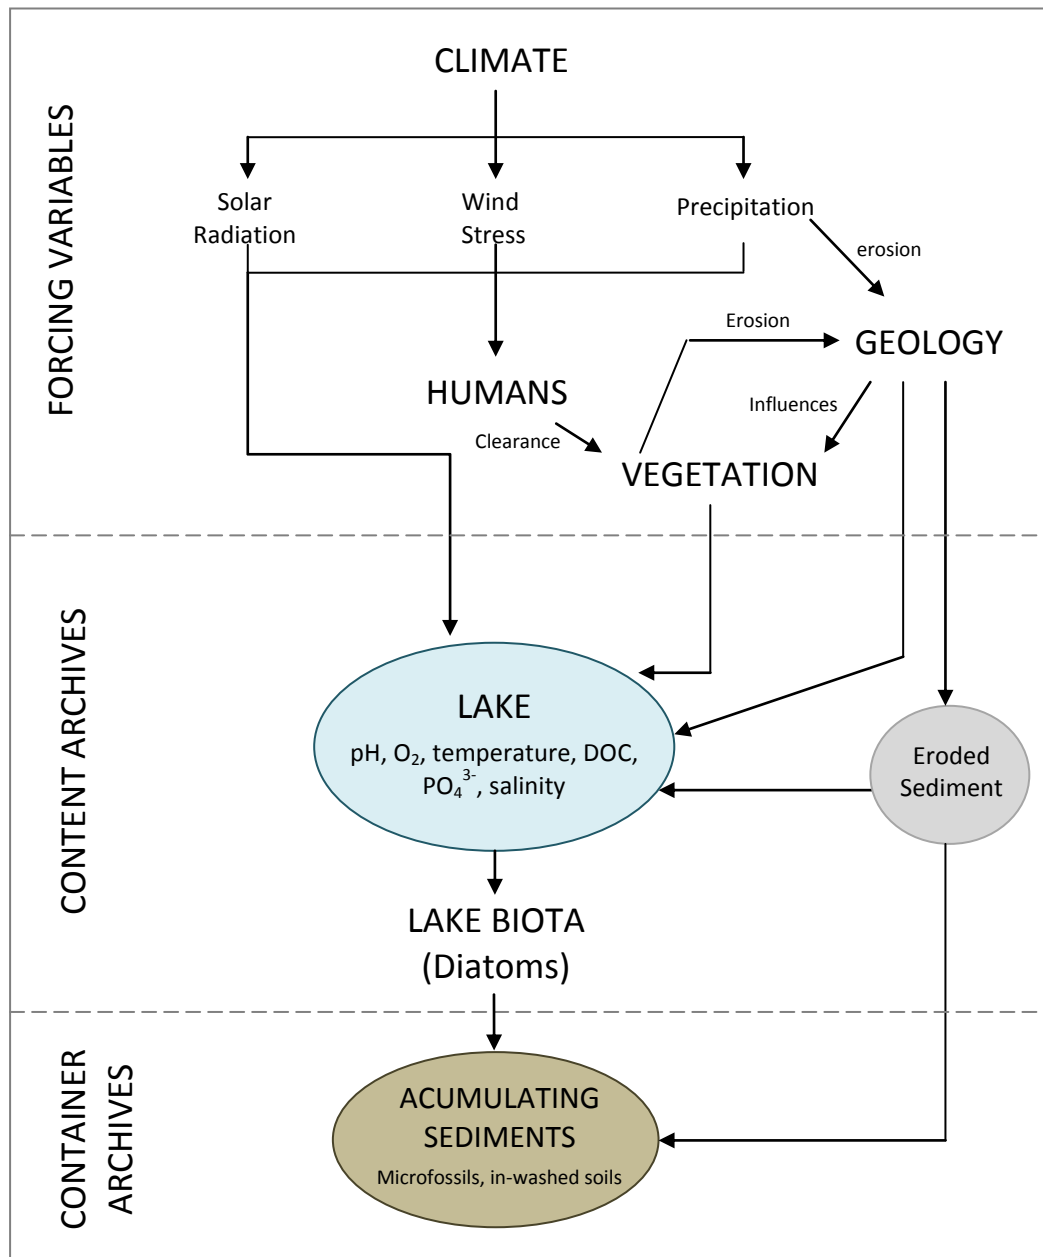 FORCING VARIABLES
CLIMATE
Solar
Radiation
Wind
Stress
Precipitation
erosion
Erosion
GEOLOGY
HUMANS
Influences
Clearance
VEGETATION
CONTENT ARCHIVES
LAKE
pH, O₂, temperature, DOC,
PO₄³⁻, salinity
Eroded
Sediment
LAKE BIOTA
(Diatoms)
CONTAINER
ARCHIVES
ACUMULATING
SEDIMENTS
Microfossils, in-washed soils